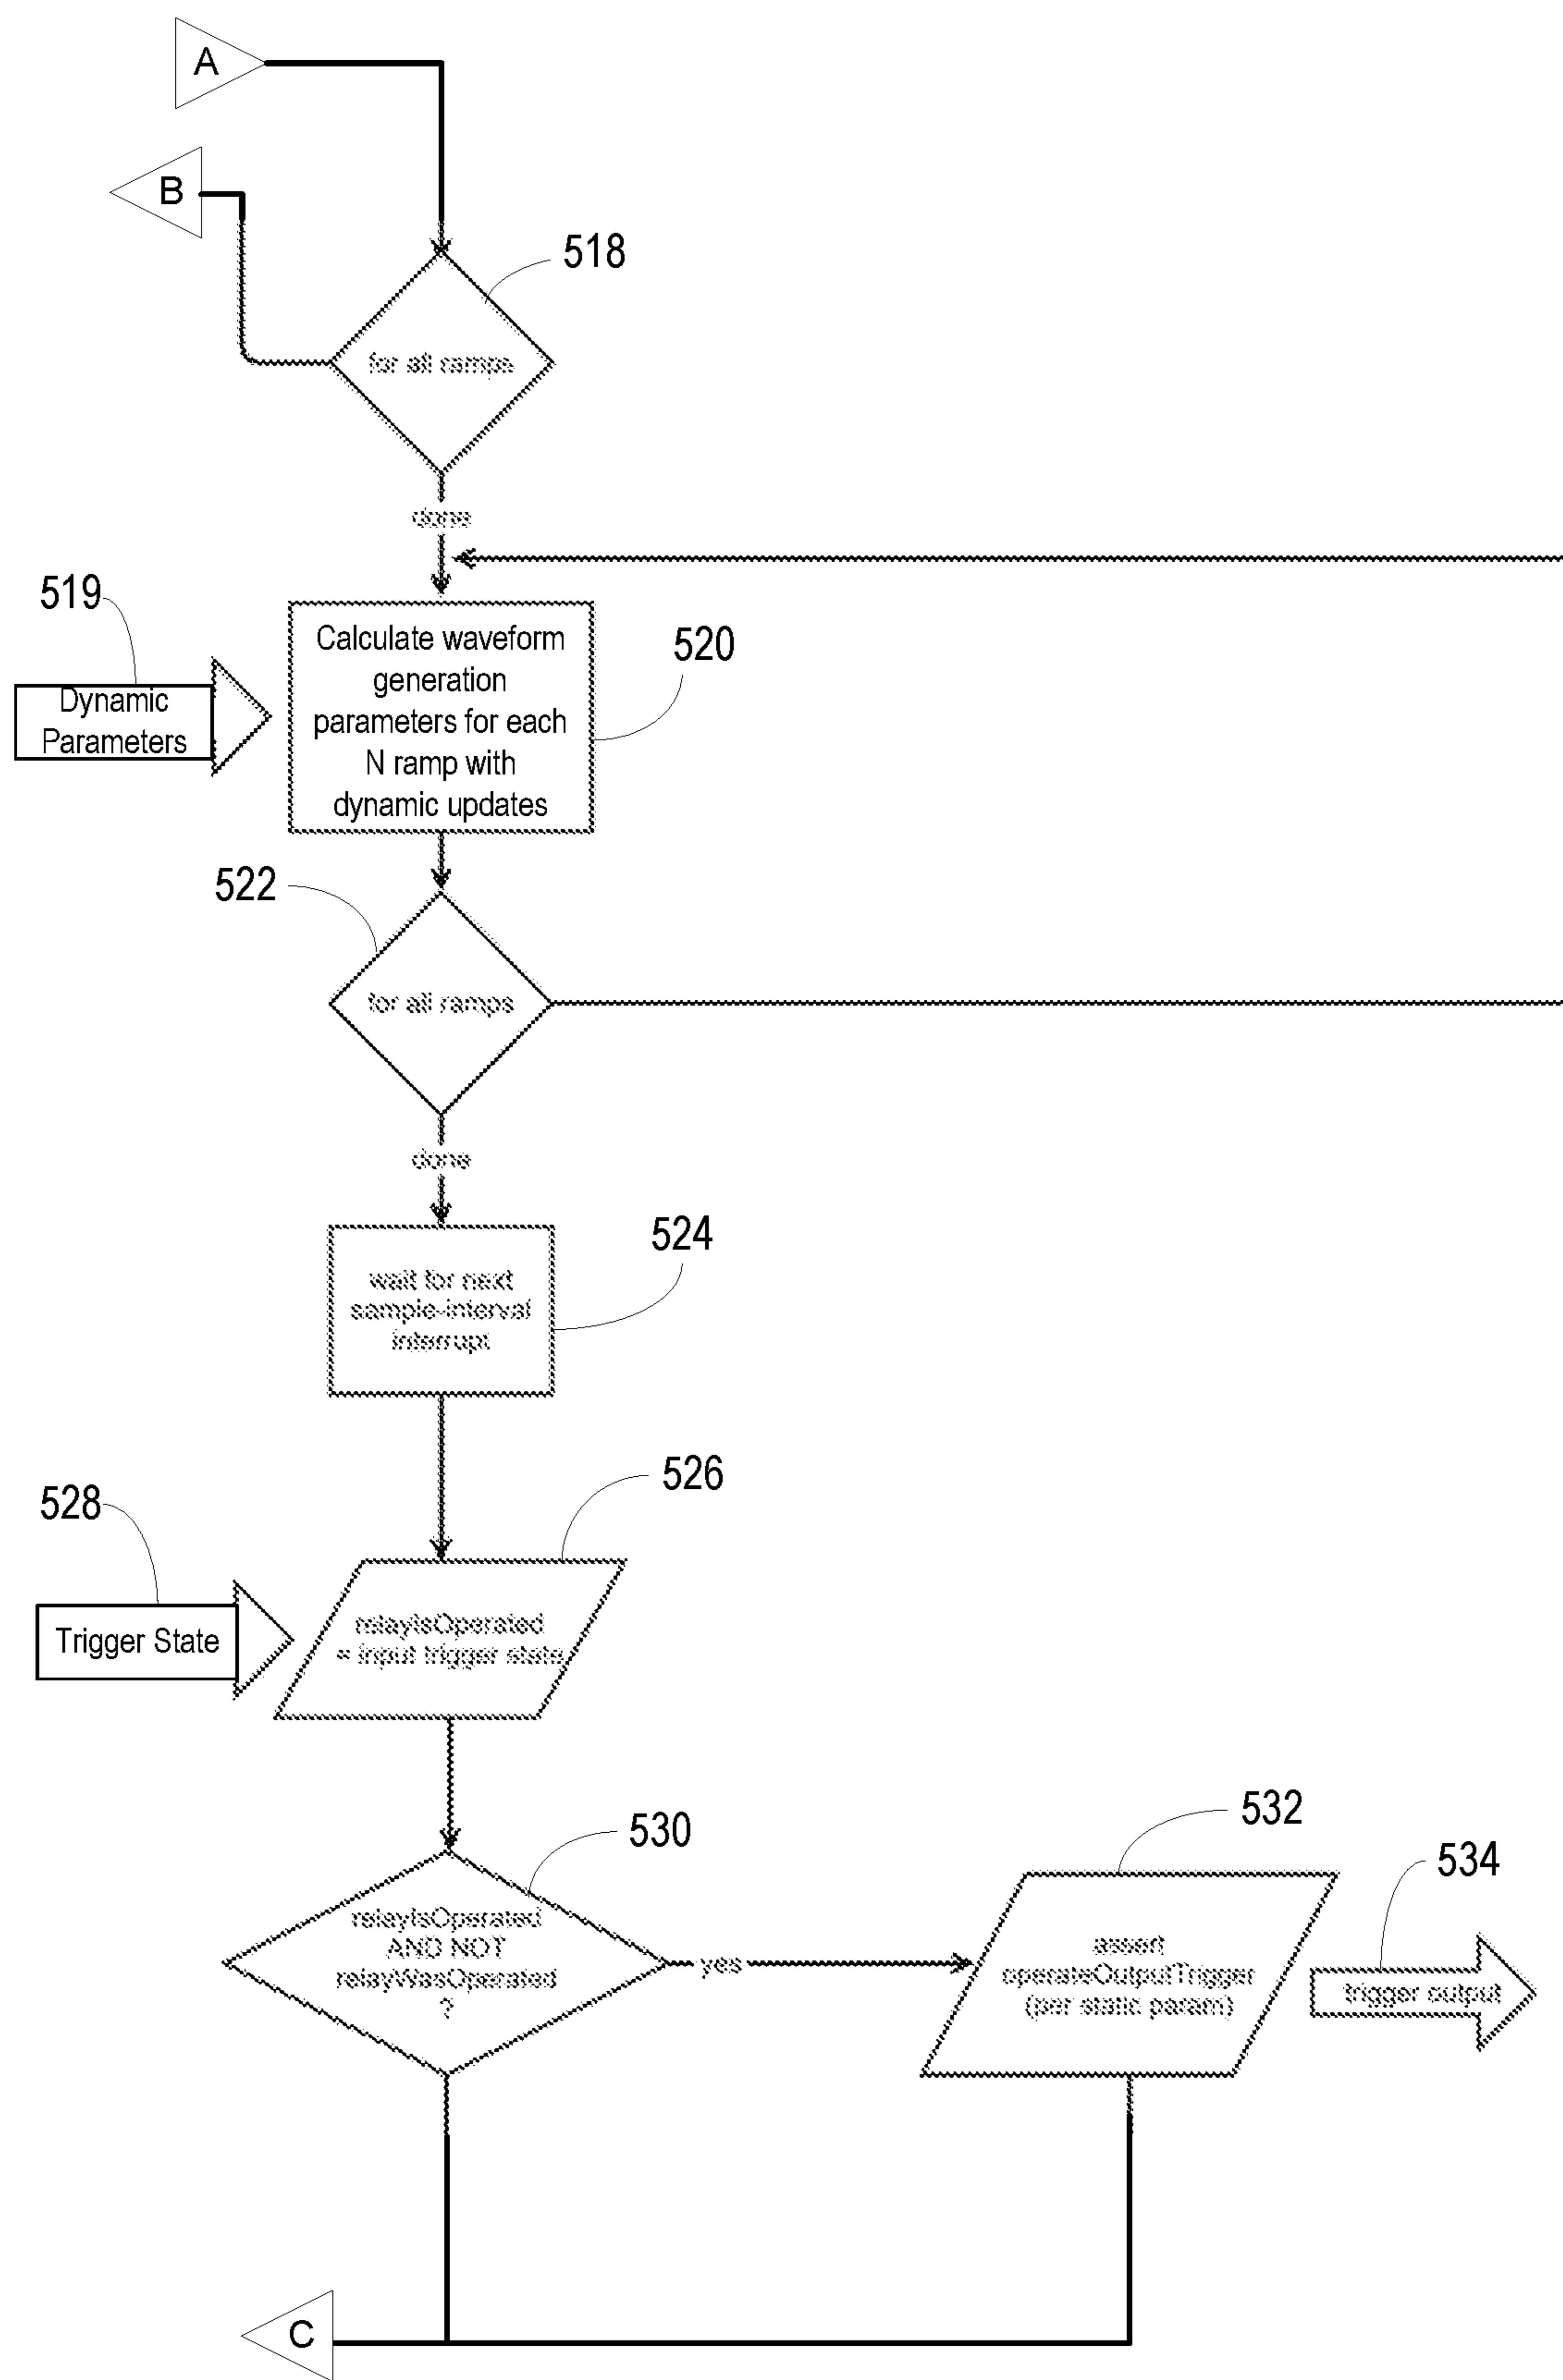 A
B
518
for all ramps
done
519
Dynamic
Parameters
Calculate waveform
generation
parameters for each
N ramp with
dynamic updates
520
522
for all ramps
done
524
wait for next
sample-interval
interrupt
526
528
Trigger State
relayIsOperated
= input trigger state
530
relayIsOperated
AND NOT
relayWasOperated
?
yes
532
assert
operateOutputTrigger
(per static param)
534
trigger output
C